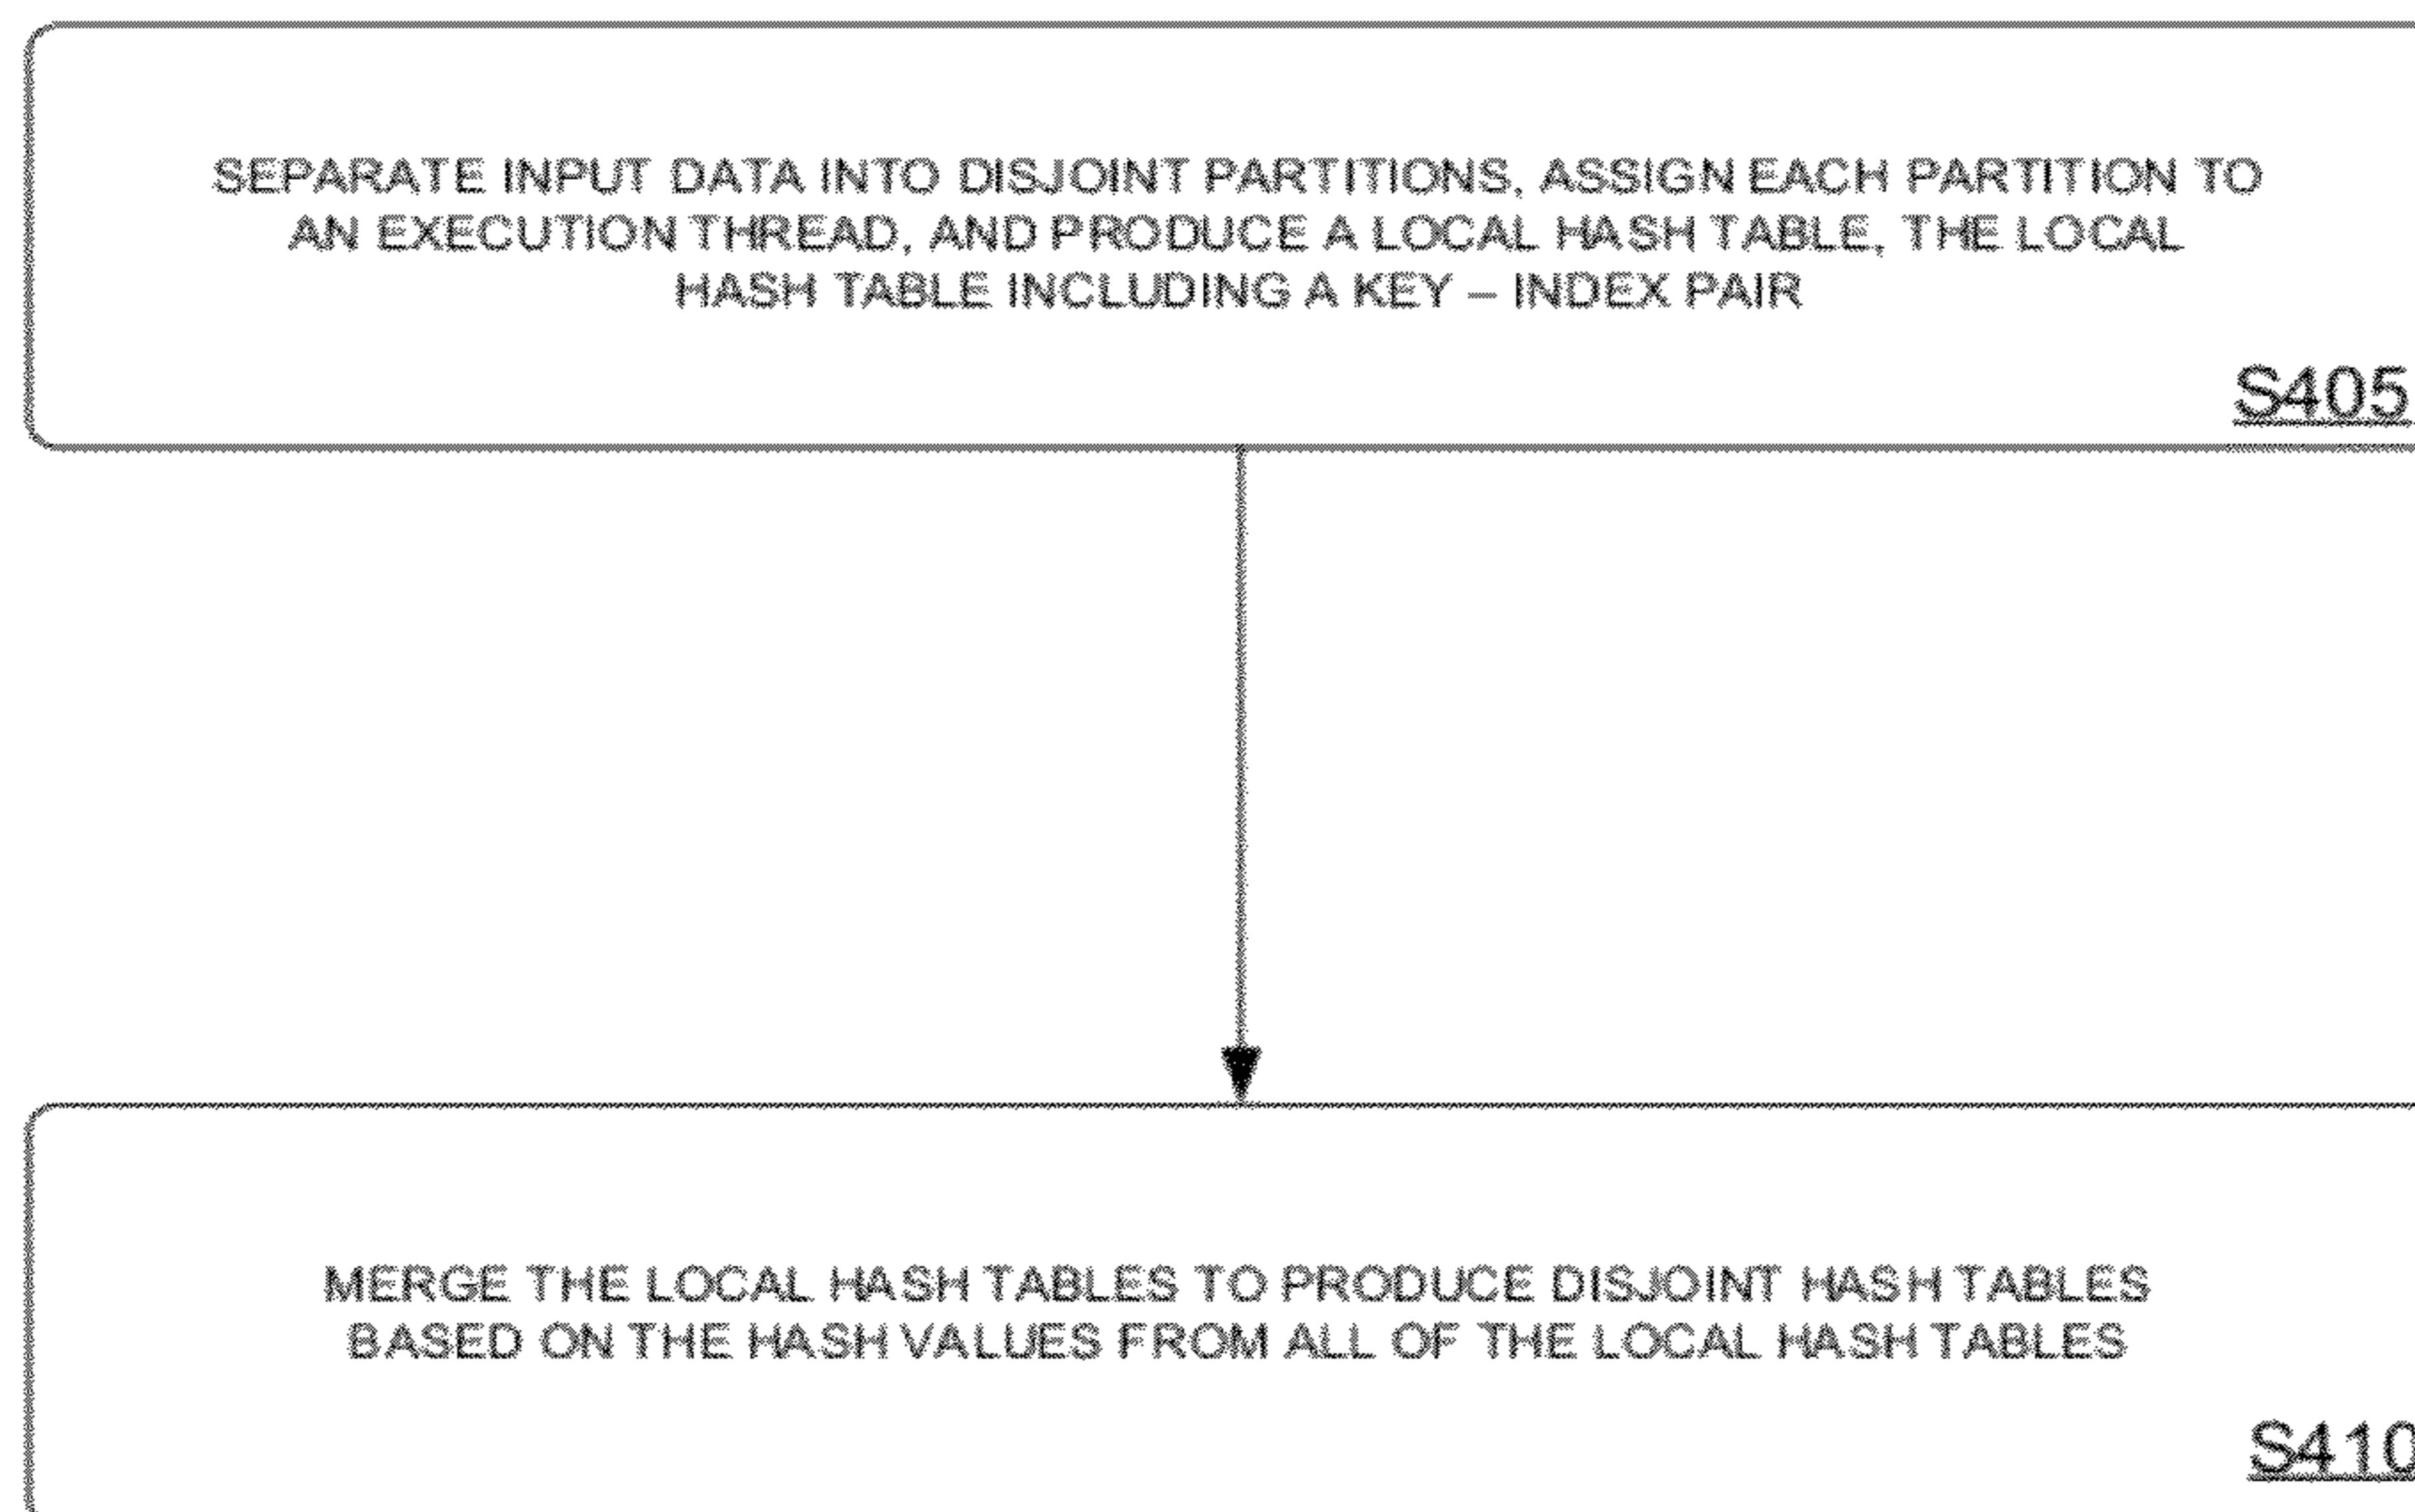 SEPARATE INPUT DATA INTO DISJOINT PARTITIONS, ASSIGN EACH PARTITION TO
AN EXECUTION THREAD, AND PRODUCE A LOCAL HASH TABLE, THE LOCAL
HASH TABLE INCLUDING A KEY – INDEX PAIR
S405
MERGE THE LOCAL HASH TABLES TO PRODUCE DISJOINT HASH TABLES
BASED ON THE HASH VALUES FROM ALL OF THE LOCAL HASH TABLES
S410